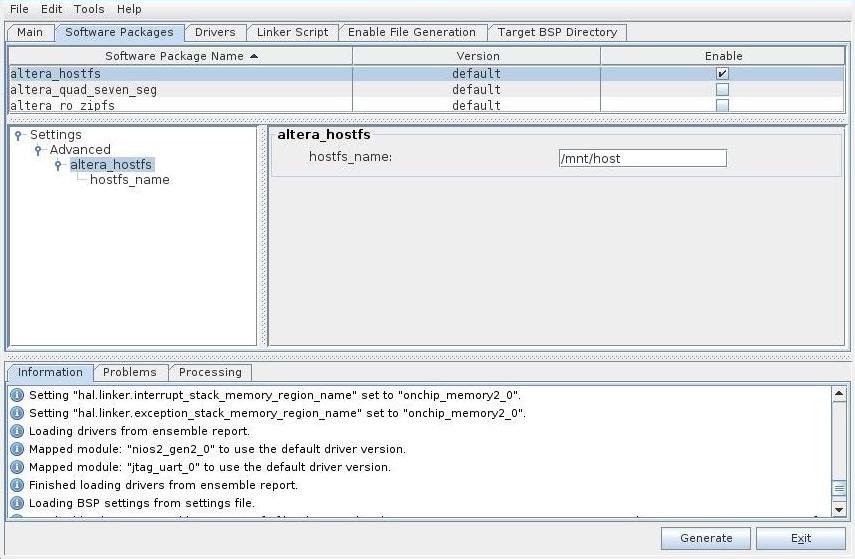 File Edit Tools Help
Main Software Packages Drivers Linker Script Enable File Generation Target BSP Directory
Software Package Name Version Enable
altera_hostfs default
altera_quad_seven_seg default
altera_ro_zipfs default
Settings
Advanced
altera_hostfs
hostfs_name
altera_hostfs
hostfs_name: /mnt/host
Information Problems Processing
Setting "hal.linker.interrupt_stack_memory_region_name" set to "onchip_memory2_0".
Setting "hal.linker.exception_stack_memory_region_name" set to "onchip_memory2_0".
Loading drivers from ensemble report.
Mapped module: "nios2_gen2_0" to use the default driver version.
Mapped module: "jtag_uart_0" to use the default driver version.
Finished loading drivers from ensemble report.
Loading BSP settings from settings file.
Generate Exit